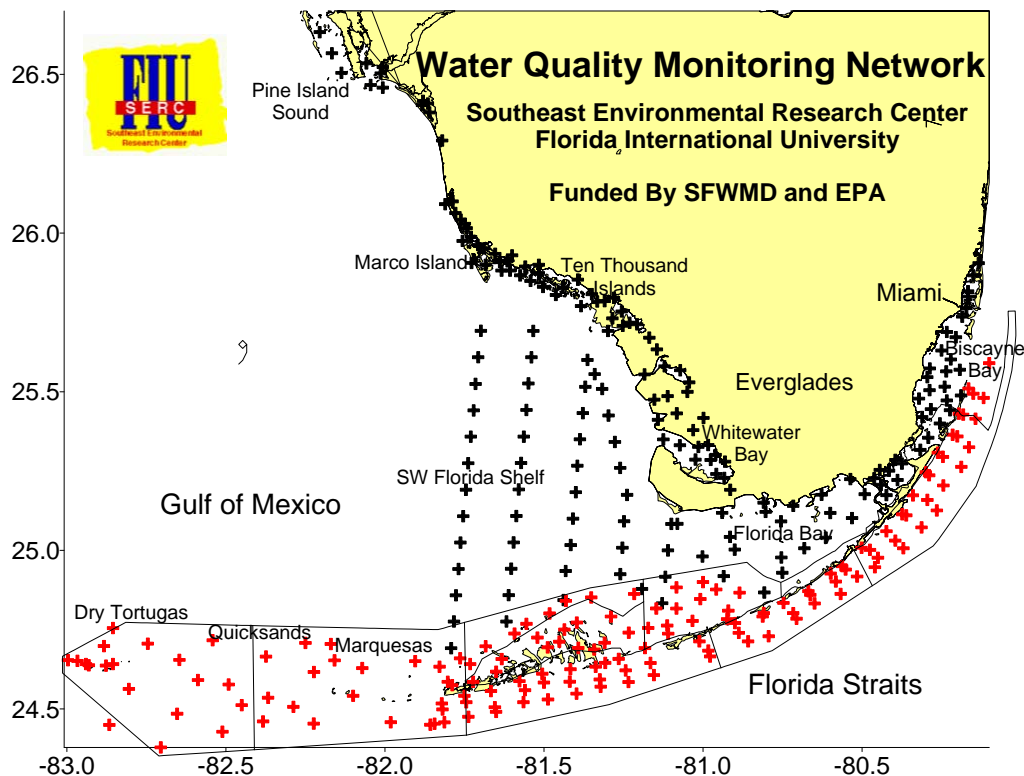 Water Quality Monitoring Network
Southeast Environmental Research Center
Florida International University
Funded By SFWMD and EPA
FIU
SERC
Southeast Environmental
Research Center
Pine Island
Sound
Marco Island
Ten Thousand
Islands
Miami
Biscayne
Bay
Everglades
Whitewater
Bay
SW Florida Shelf
Gulf of Mexico
Florida Bay
Dry Tortugas
Quicksands
Marquesas
Florida Straits
26.5
26.0
25.5
25.0
24.5
-83.0
-82.5
-82.0
-81.5
-81.0
-80.5